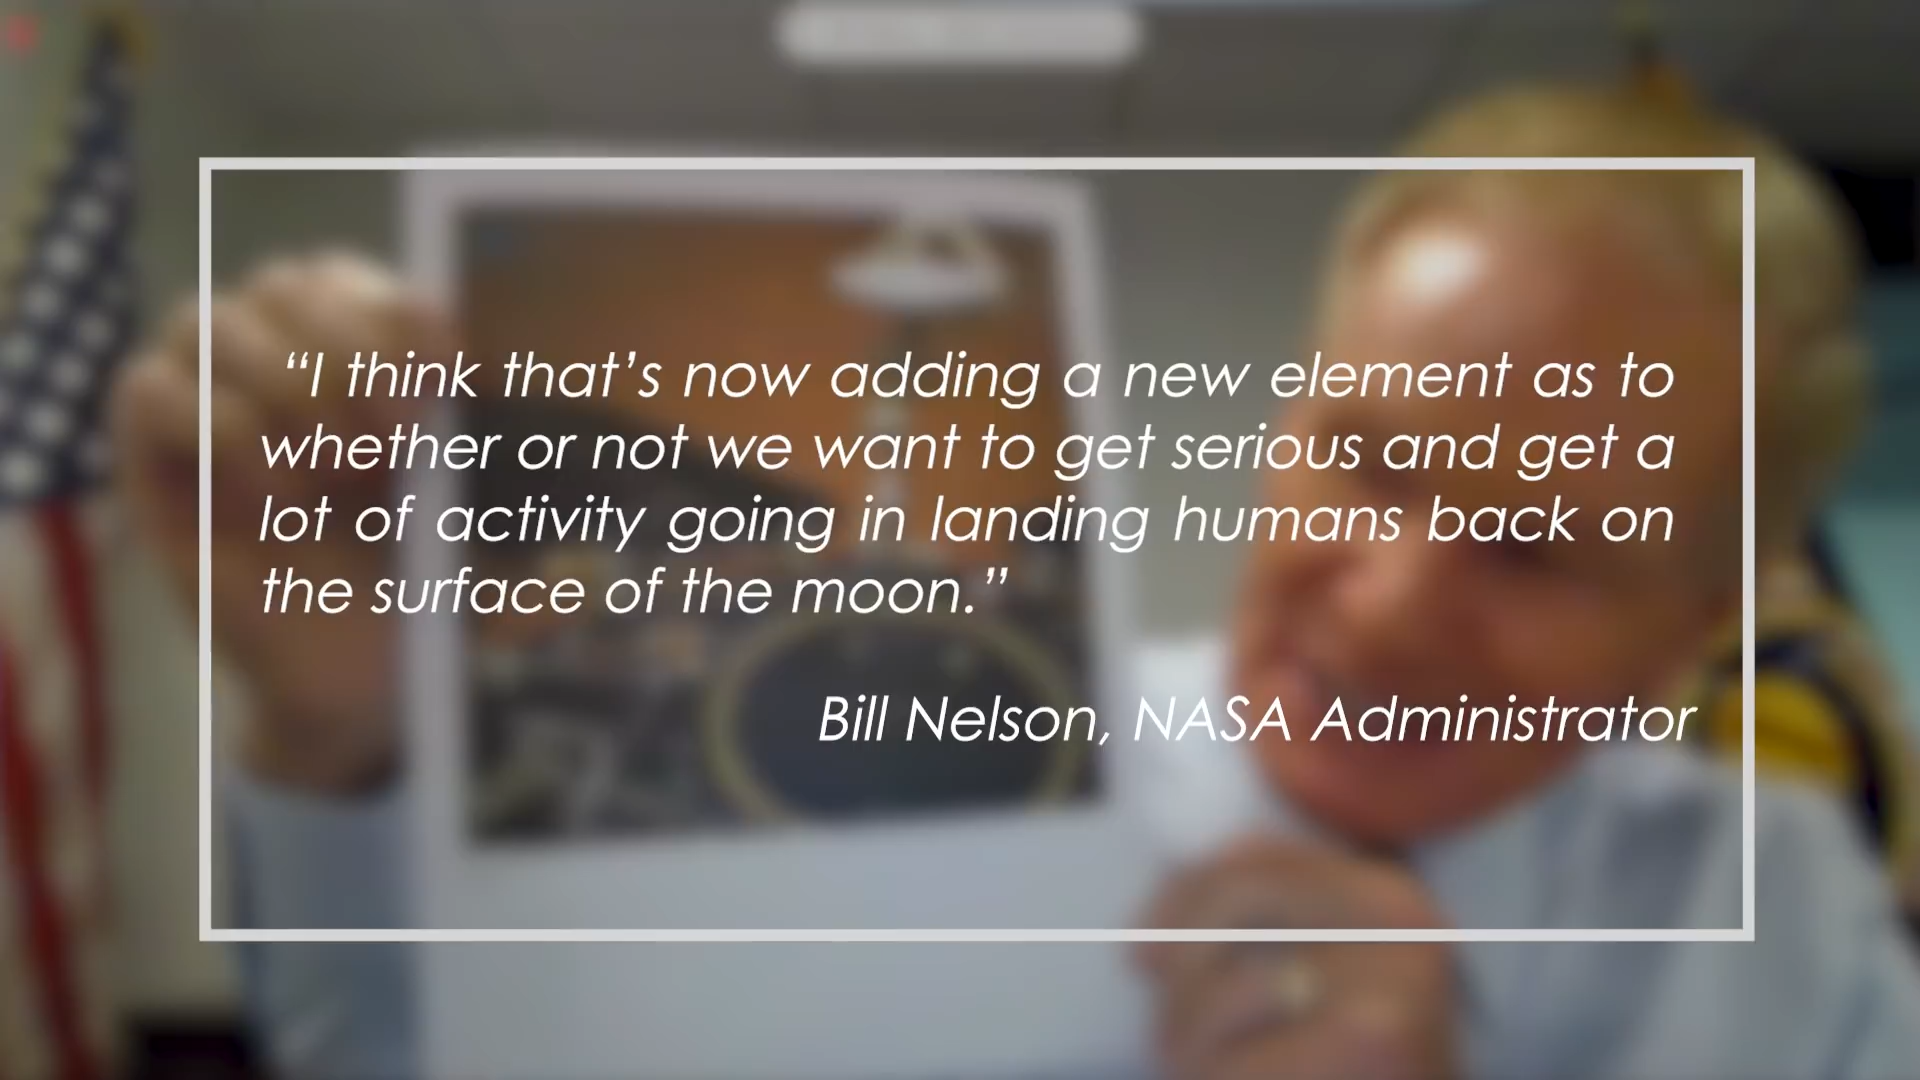 “I think that’s now adding a new element as to
whether or not we want to get serious and get a
lot of activity going in landing humans back on
the surface of the moon.”
Bill Nelson, NASA Administrator